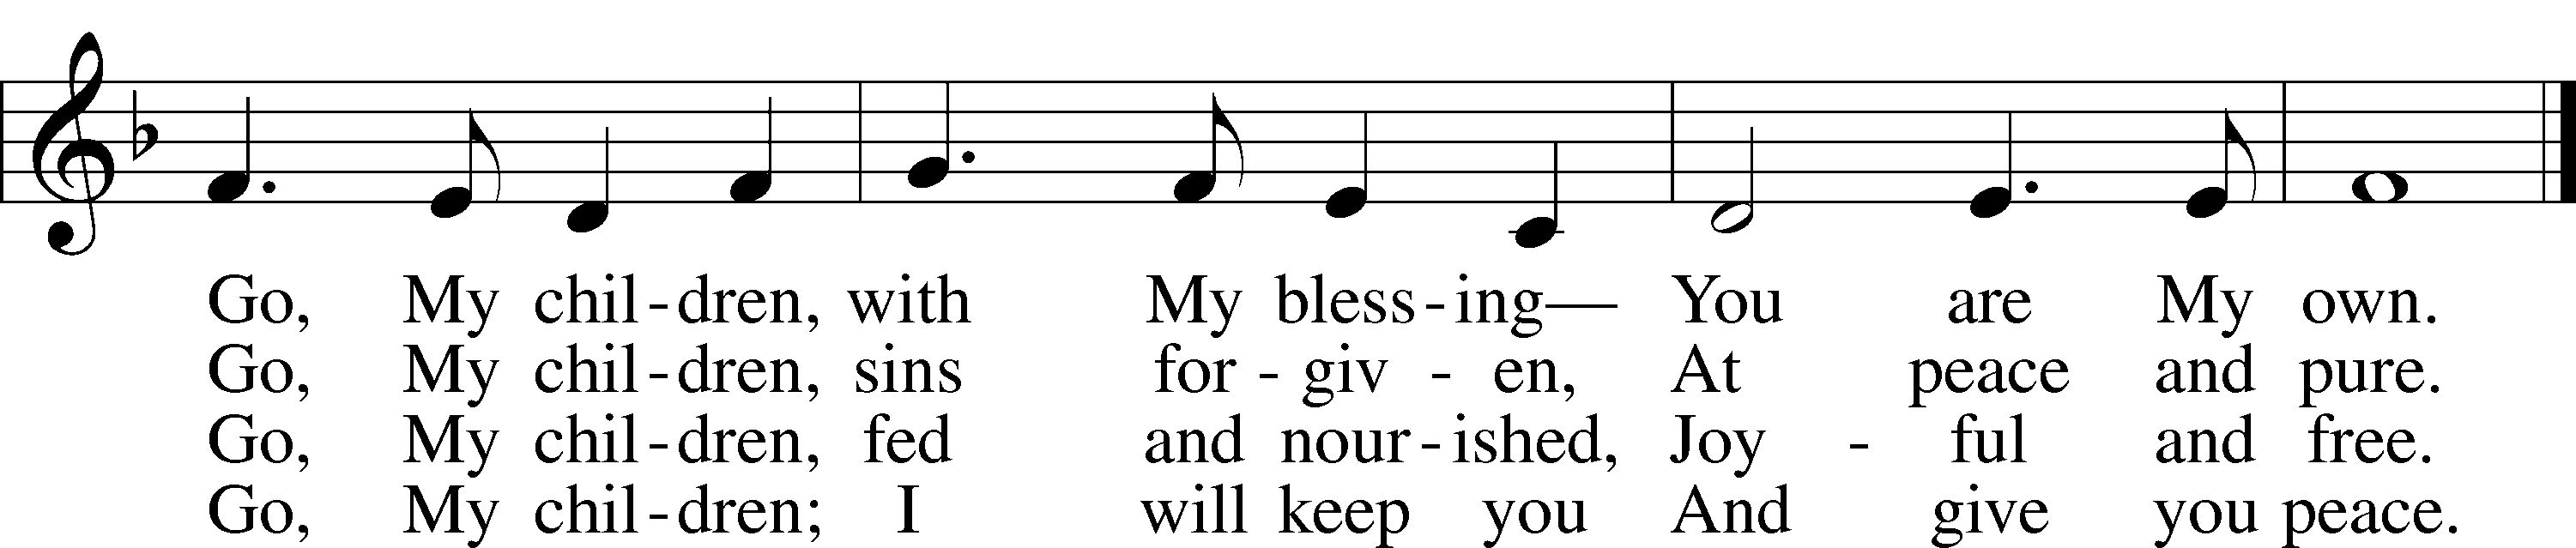 Go, My chil-dren, with My bless-ing— You are My own.
Go, My chil-dren, sins for-giv-en, At peace and pure.
Go, My chil-dren, fed and nour-ished, Joy-ful and free.
Go, My chil-dren; I will keep you And give you peace.